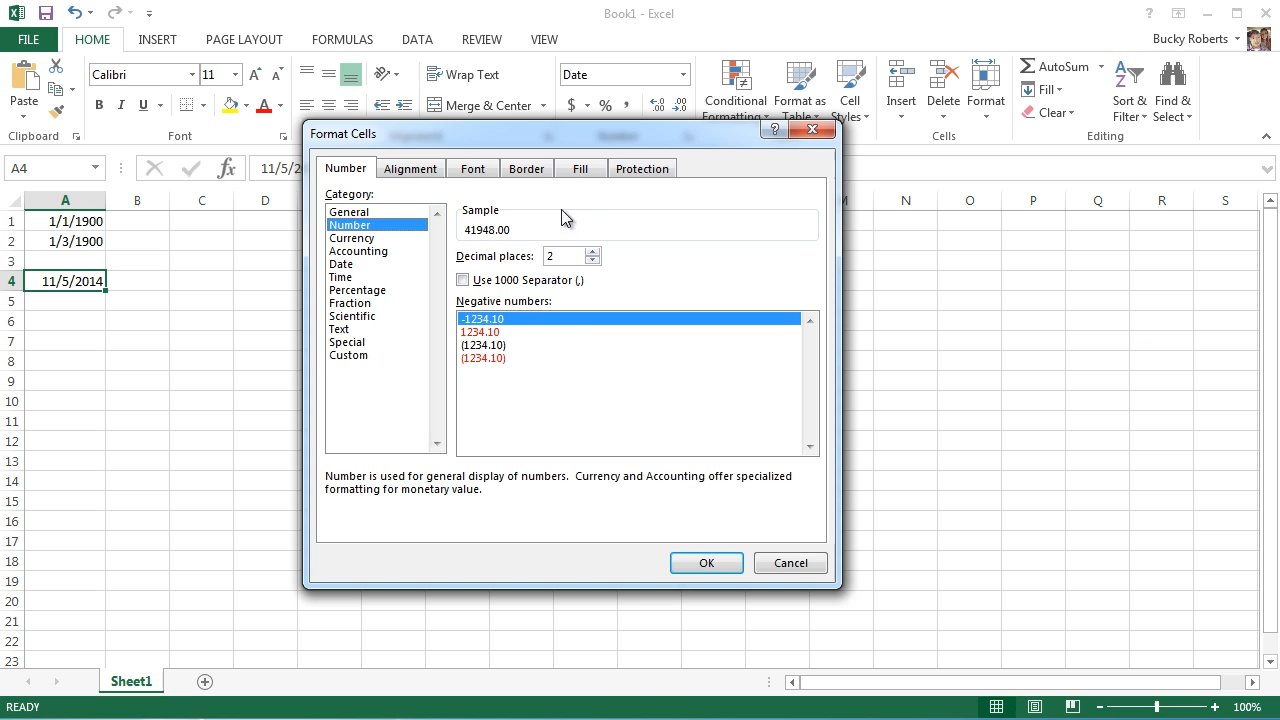 Book1 - Excel
?
FILE
HOME
INSERT
PAGE LAYOUT
FORMULAS
DATA
REVIEW
VIEW
Bucky Roberts
Paste
Clipboard
Calibri
11
B I U
A
Font
Wrap Text
Merge & Center
Alignment
Date
$ % ,
Number
Conditional
Formatting
Format as
Table
Cell
Styles
Insert
Delete
Format
Cells
AutoSum
Fill
Clear
Sort &
Filter
Find &
Select
Editing
A4
fx
11/5/2
A B C D M N O P Q R S
1 1/1/1900
2 1/3/1900
3
4 11/5/2014
5
6
7
8
9
10
11
12
13
14
15
16
17
18
19
20
21
22
23
Format Cells
?
Number
Alignment
Font
Border
Fill
Protection
Category:
General
Number
Currency
Accounting
Date
Time
Percentage
Fraction
Scientific
Text
Special
Custom
Sample
41948.00
Decimal places: 2
Use 1000 Separator (,)
Negative numbers:
-1234.10
1234.10
(1234.10)
(1234.10)
Number is used for general display of numbers.  Currency and Accounting offer specialized
formatting for monetary value.
OK
Cancel
Sheet1
READY
100%